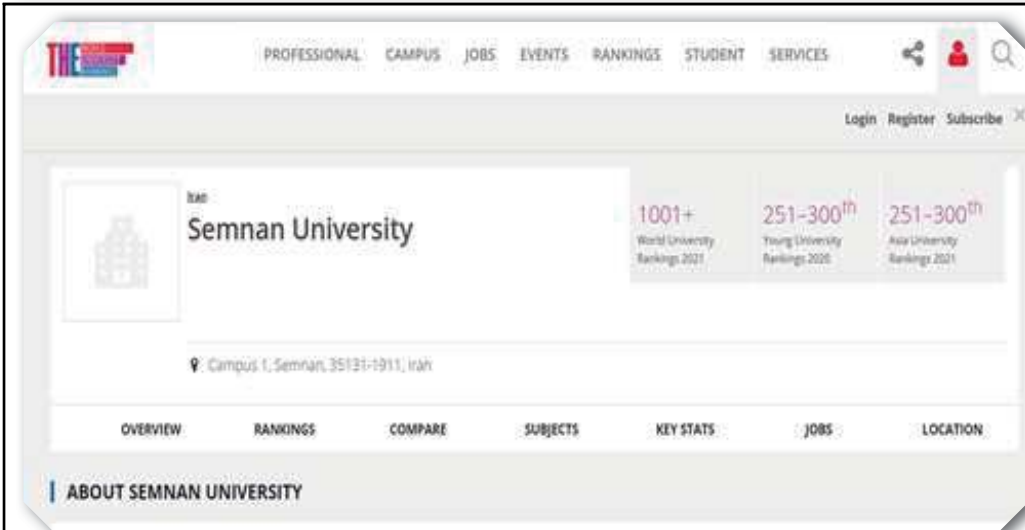 THE
PROFESSIONAL CAMPUS JOBS EVENTS RANKINGS STUDENT SERVICES
Login Register Subscribe X
Iran
Semnan University
1001+
World University
Rankings 2021
251-300th
Young University
Rankings 2020
251-300th
Asia University
Rankings 2021
Campus 1, Semnan, 35131-1911, Iran
OVERVIEW RANKINGS COMPARE SUBJECTS KEY STATS JOBS LOCATION
ABOUT SEMNAN UNIVERSITY